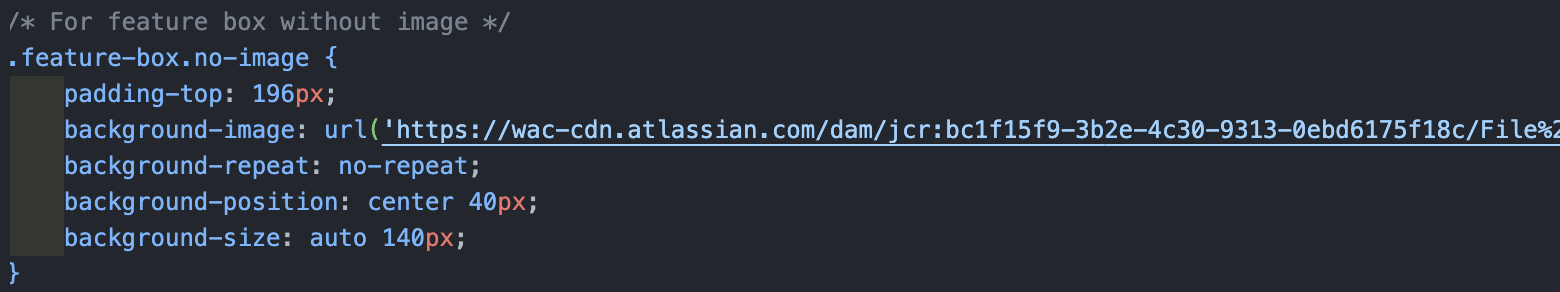 /* For feature box without image */
.feature-box.no-image {
padding-top: 196px;
background-image: url('https://wac-cdn.atlassian.com/dam/jcr:bc1f15f9-3b2e-4c30-9313-0ebd6175f18c/File%2
background-repeat: no-repeat;
background-position: center 40px;
background-size: auto 140px;
}